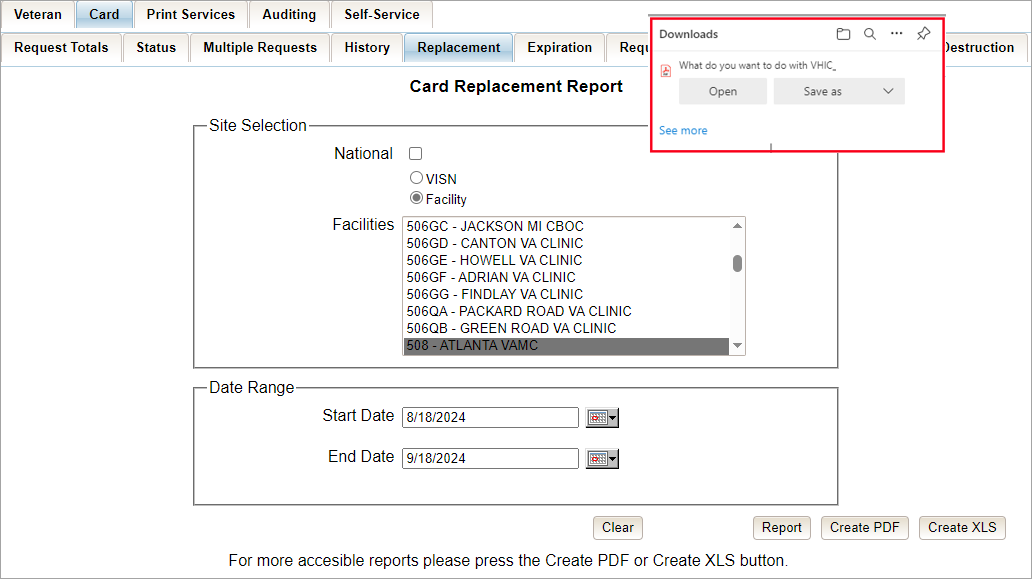 Veteran Card Print Services Auditing Self-Service
Request Totals Status Multiple Requests History Replacement Expiration Requ Destruction
Downloads
What do you want to do with VHIC_
Open Save as
See more
Card Replacement Report
Site Selection
National
VISN
Facility
Facilities
506GC - JACKSON MI CBOC
506GD - CANTON VA CLINIC
506GE - HOWELL VA CLINIC
506GF - ADRIAN VA CLINIC
506GG - FINDLAY VA CLINIC
506QA - PACKARD ROAD VA CLINIC
506QB - GREEN ROAD VA CLINIC
508 - ATLANTA VAMC
Date Range
Start Date 8/18/2024
End Date 9/18/2024
Clear Report Create PDF Create XLS
For more accesible reports please press the Create PDF or Create XLS button.